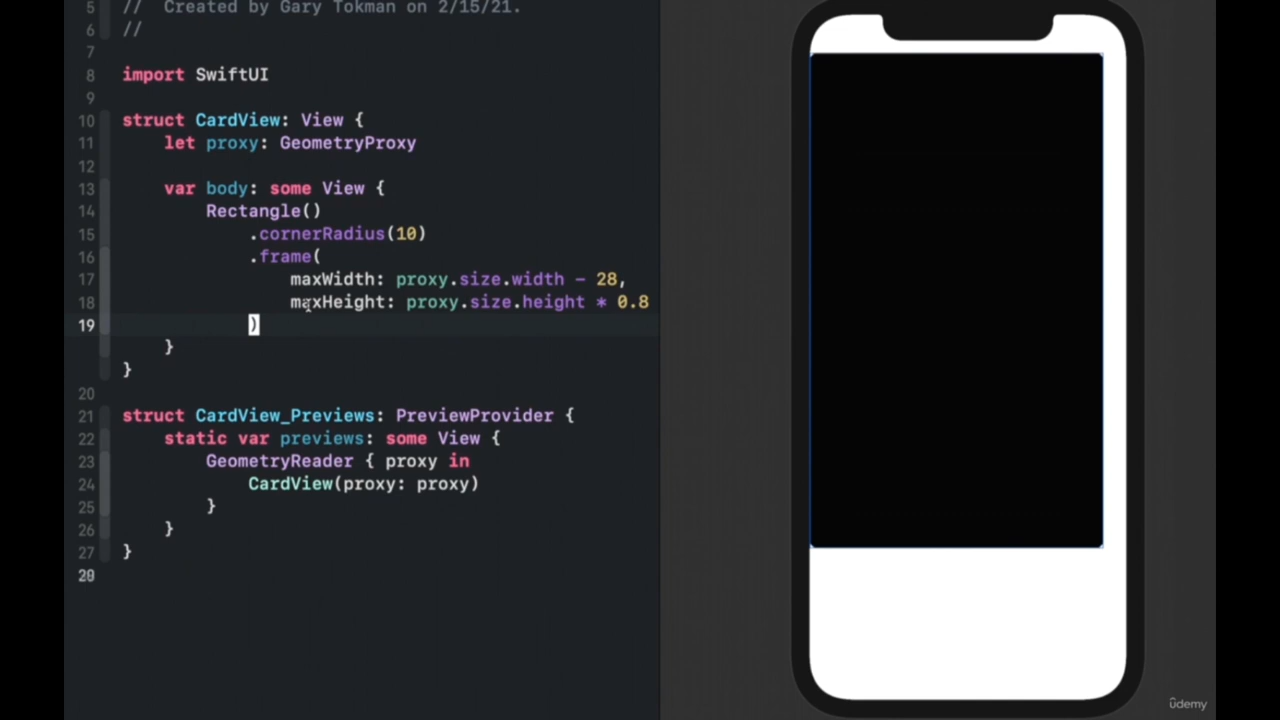 5 // Created by Gary Tokman on 2/15/21.
6 //
7
8 import SwiftUI
9
10 struct CardView: View {
11 let proxy: GeometryProxy
12
13 var body: some View {
14 Rectangle()
15 .cornerRadius(10)
16 .frame(
17 maxWidth: proxy.size.width - 28,
18 maxHeight: proxy.size.height * 0.8
19 )
}
}
20
21 struct CardView_Previews: PreviewProvider {
22 static var previews: some View {
23 GeometryReader { proxy in
24 CardView(proxy: proxy)
25 }
26 }
27 }
28
ûdemy